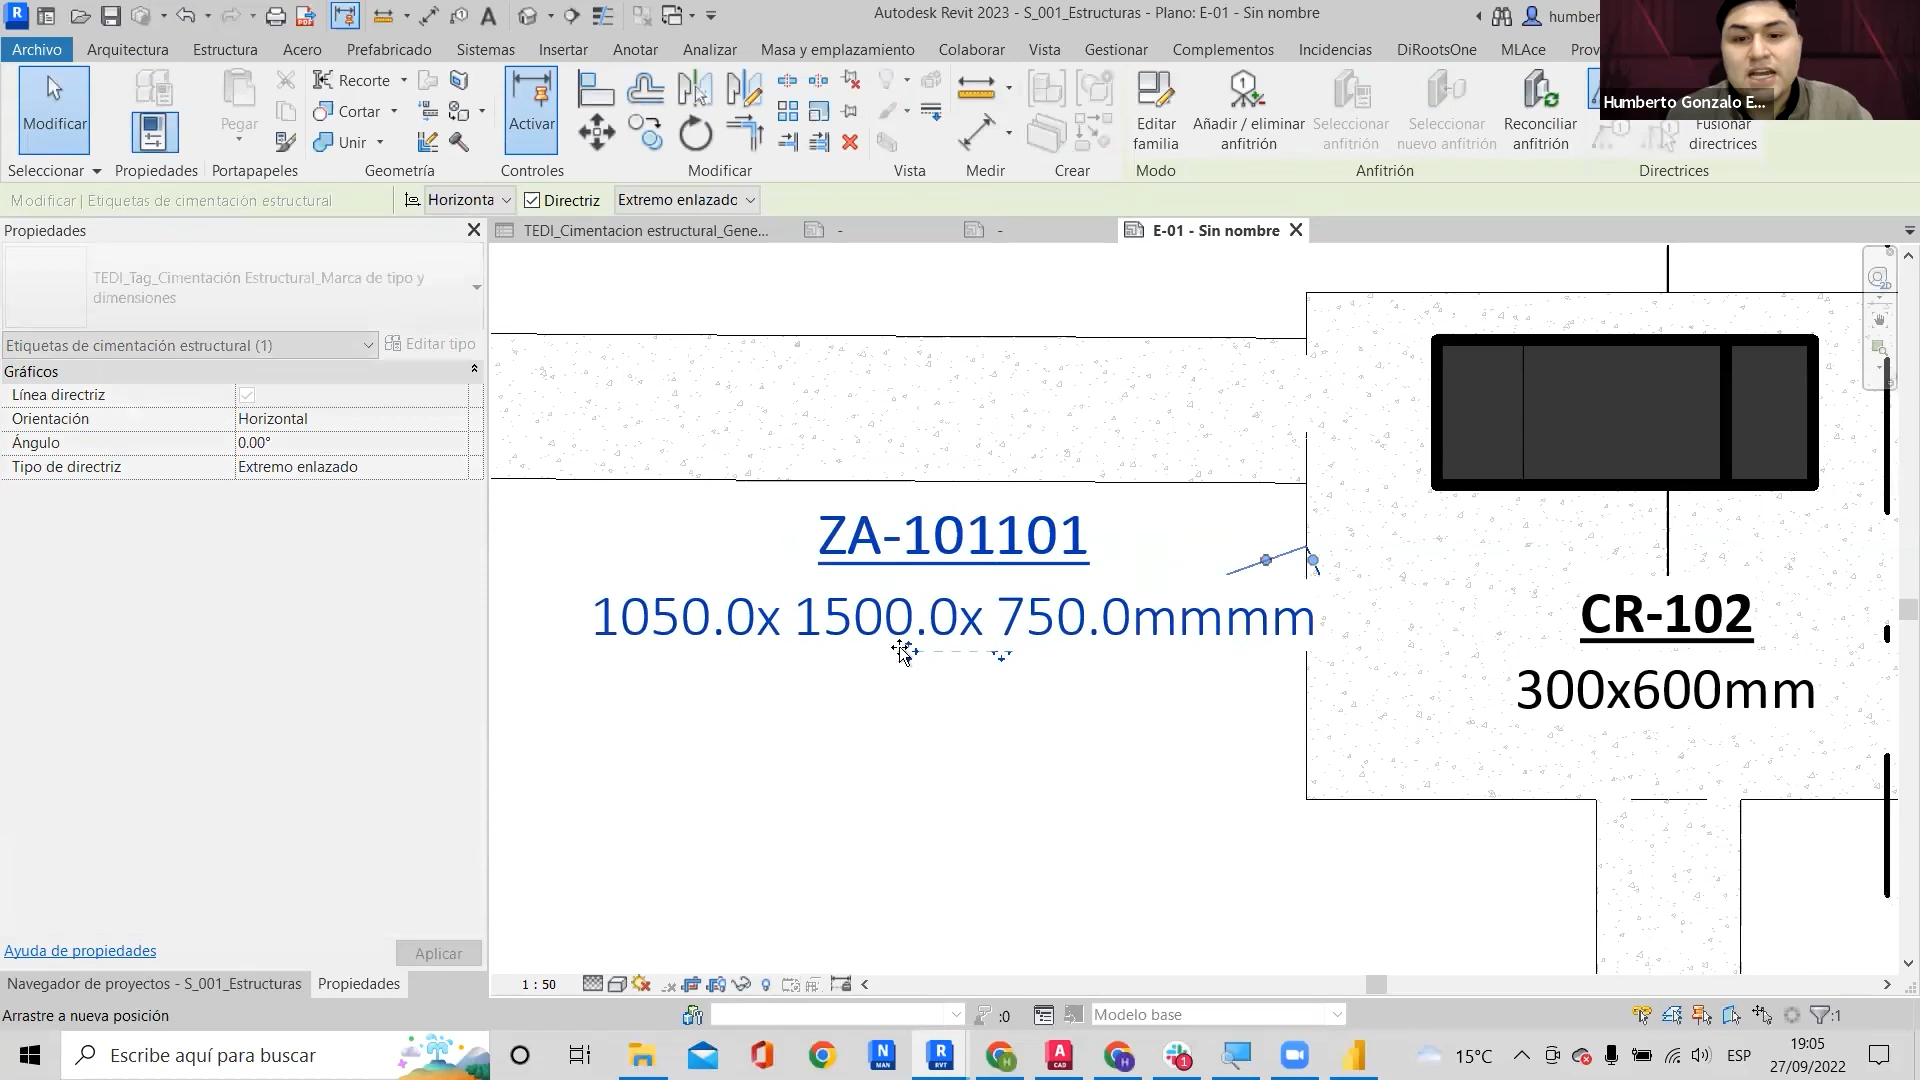 Autodesk Revit 2023 - S_001_Estructuras - Plano: E-01 - Sin nombre
humber
Archivo Arquitectura Estructura Acero Prefabricado Sistemas Insertar Anotar Analizar Masa y emplazamiento Colaborar Vista Gestionar Complementos Incidencias DiRootsOne MLAce
Humberto Gonzalo E...
Modificar
Pegar
Recorte
Cortar
Unir
Activar
Editar familia
Añadir / eliminar anfitrión
Seleccionar anfitrión
Seleccionar nuevo anfitrión
Reconciliar anfitrión
Fusionar directrices
Seleccionar Propiedades Portapapeles Geometría Controles Modificar Vista Medir Crear Modo Anfitrión Directrices
Modificar | Etiquetas de cimentación estructural
Horizonta
Directriz
Extremo enlazado
Propiedades
TEDI_Cimentacion estructural_Gene...
-
-
E-01 - Sin nombre
TEDI_Tag_Cimentación Estructural_Marca de tipo y
dimensiones
Etiquetas de cimentación estructural (1)
Editar tipo
Gráficos
Línea directriz
Orientación Horizontal
Ángulo 0.00°
Tipo de directriz Extremo enlazado
ZA-101101
1050.0x 1500.0x 750.0mmmm
CR-102
300x600mm
2D
Ayuda de propiedades
Aplicar
Navegador de proyectos - S_001_Estructuras
Propiedades
1 : 50
Arrastre a nueva posición
:0
Modelo base
:1
Escribe aquí para buscar
N
MAN
R
RVT
H
A
CAD
H
1
15°C
ESP
19:05
27/09/2022